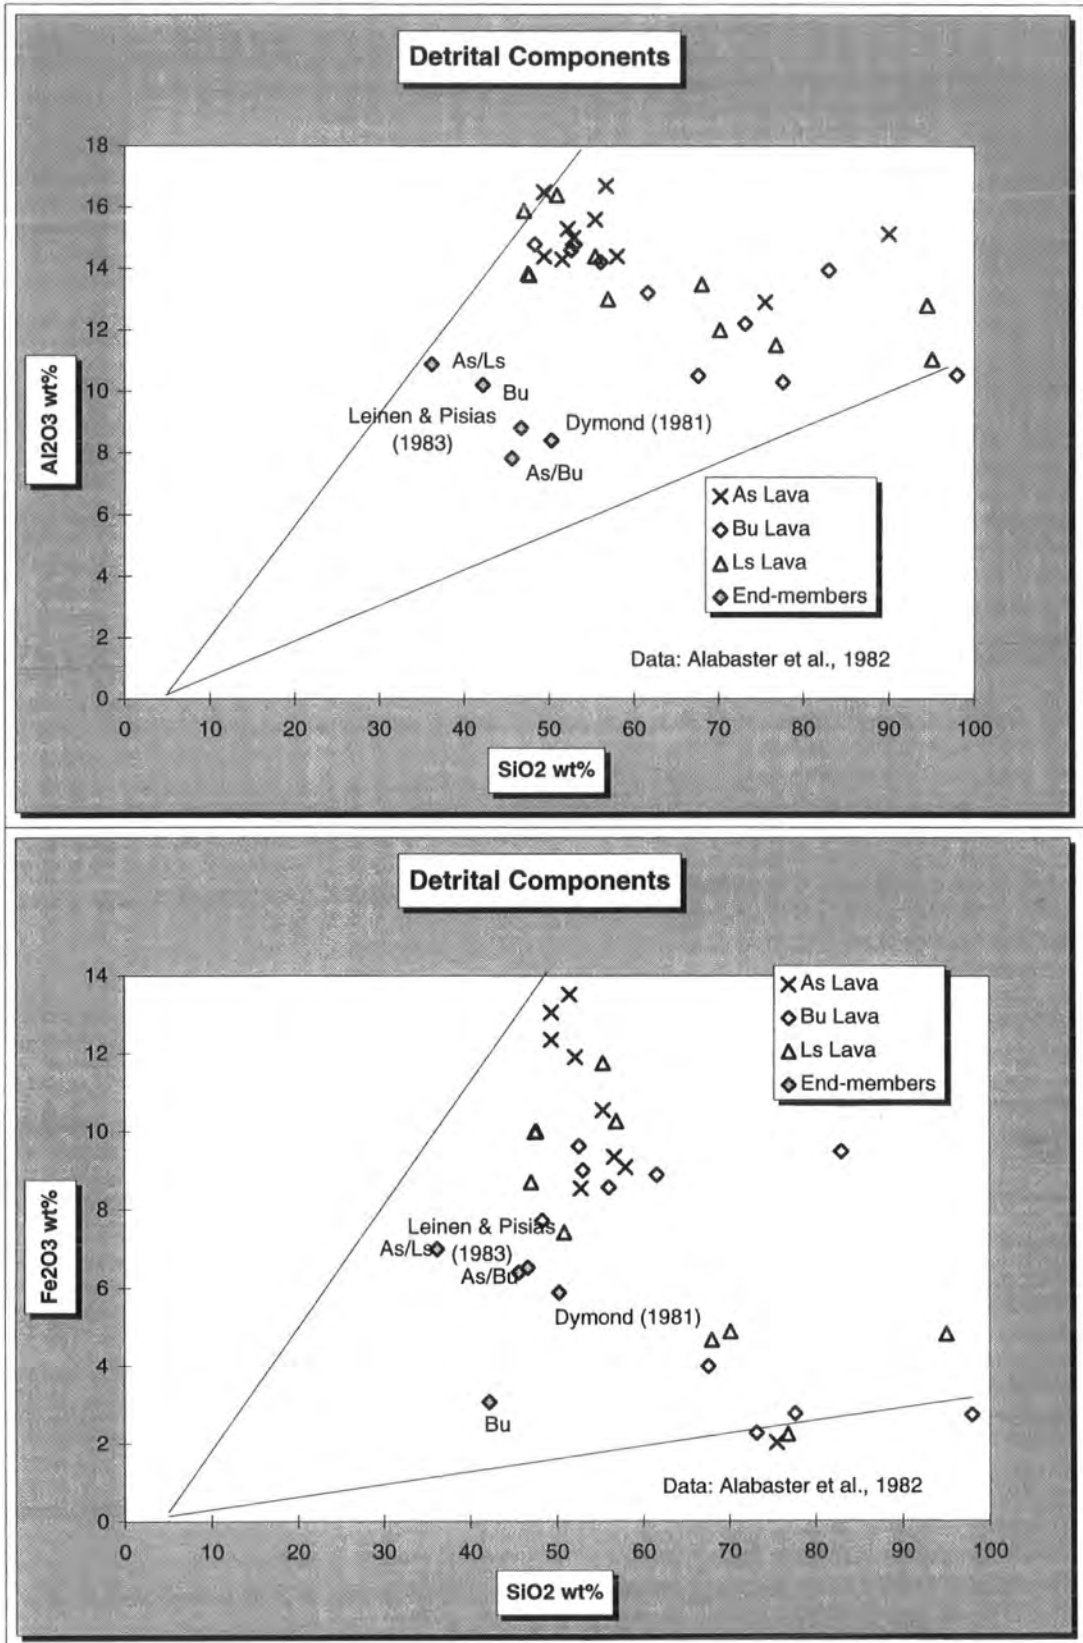 Detrital Components
18
16
14
12
10
8
6
4
2
0
Al2O3 wt%
As/Ls
Bu
Leinen & Pisias
(1983)
Dymond (1981)
As/Bu
As Lava
Bu Lava
Ls Lava
End-members
Data: Alabaster et al., 1982
0 10 20 30 40 50 60 70 80 90 100
SiO2 wt%
Detrital Components
14
12
10
8
6
4
2
0
Fe2O3 wt%
As Lava
Bu Lava
Ls Lava
End-members
Leinen & Pisias
As/Ls
(1983)
As/Bu
Dymond (1981)
Bu
Data: Alabaster et al., 1982
0 10 20 30 40 50 60 70 80 90 100
SiO2 wt%